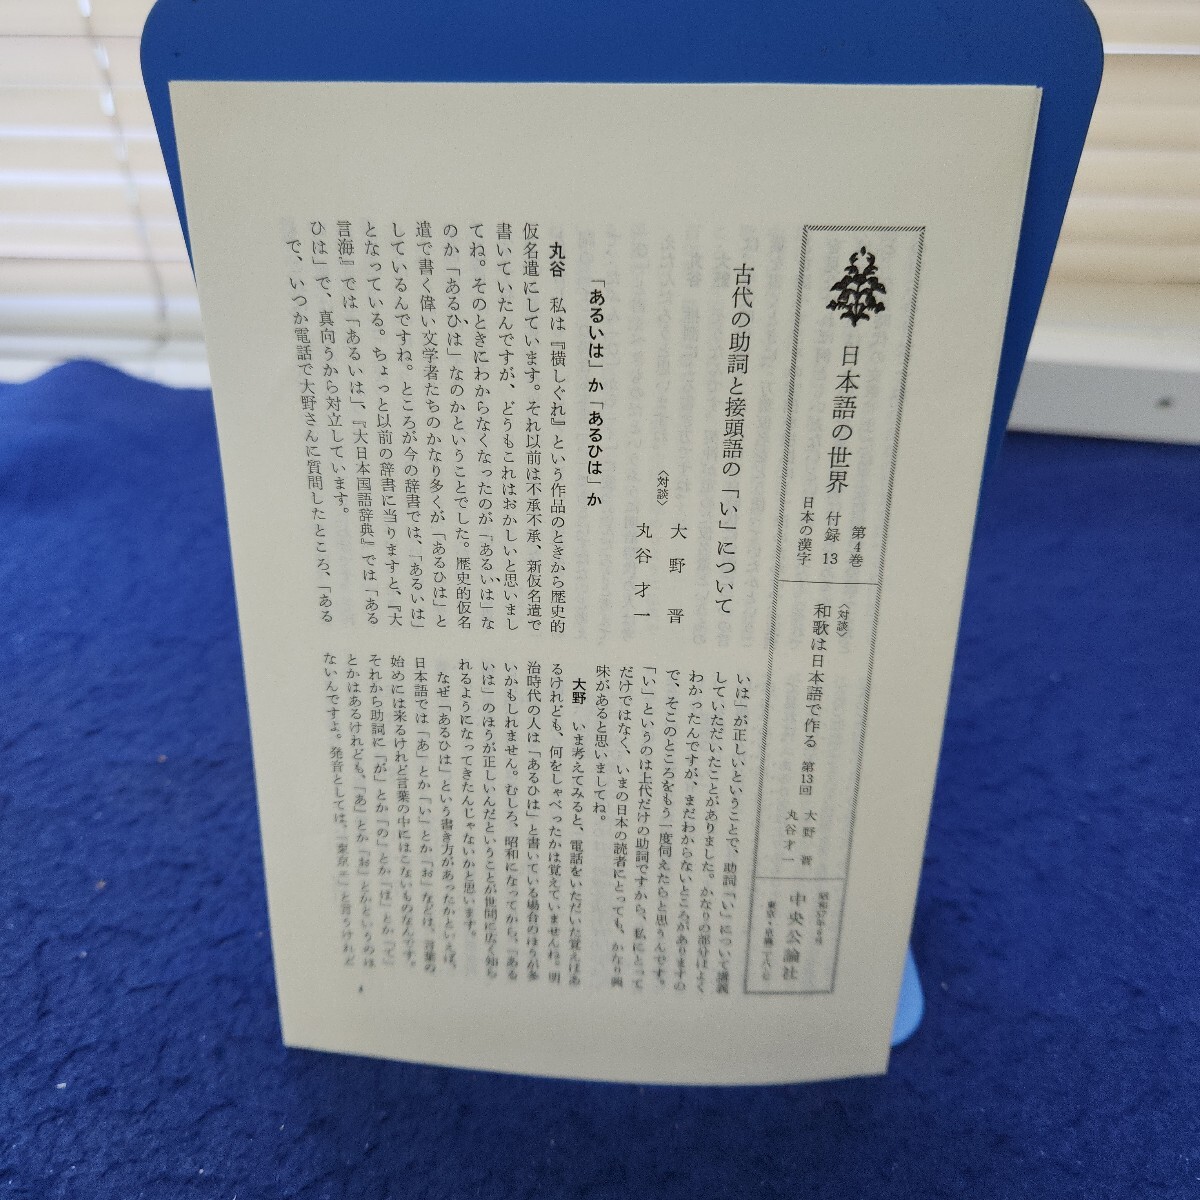 日本語の世界
第4巻
付録 13
日本の漢字
〈対談〉
和歌は日本語で作る 第13回
大野 晋
丸谷才一
昭和57年6月
中央公論社
古代の助詞と接頭語の「い」について
〈対談〉
大野 晋
丸谷才一
「あるいは」か「あるひは」か
丸谷 私は『横しぐれ』という作品のときから歴史的
仮名遣にしています。それ以前は不承不承、新仮名遣で
書いていたんですが、どうもこれはおかしいと思いまし
てね。そのときにわからなくなったのが「あるいは」な
のか「あるひは」なのかということでした。歴史的仮名
遣で書く偉い文学者たちのかなり多くが「あるひは」と
しているんですね。ところが今の辞書では、「あるいは」
となっている。ちょっと以前の辞書に当りますと、『大
言海』では「あるいは」、『大日本国語辞典』では「ある
ひは」で、真向うから対立しています。
で、いつか電話で大野さんに質問したところ、「ある
いは」が正しいということで、助詞「い」について講義
していただいたことがありました。かなりの部分はよく
わかったんですが、まだわからないところがありますの
で、そこのところをもう一度伺えたらと思うんです。
「い」というのは上代だけの助詞ですから、私にとって
だけではなく、いまの日本の読者にとっても、かなり興
味があると思いましてね。
大野 いま考えてみると、電話をいただいた覚えはあ
るけれども、何をしゃべったかは覚えていませんね。明
治時代の人は「あるひは」と書いている場合のほうが多
いかもしれません。むしろ、昭和になってから、「ある
いは」のほうが正しいんだということが世間に広く知ら
れるようになってきたんじゃないかと思います。
なぜ「あるひは」という書き方があったかといえば、
日本語では「あ」とか「い」とか「お」などは、言葉の
始めには来るけれど言葉の中にはこないものなんです。
それから助詞に「が」とか「の」とか「は」とか「て」
とかはあるけれども、「あ」とか「お」とかというのは
ないんですよ。発音としては、「東京え」と言うけれど